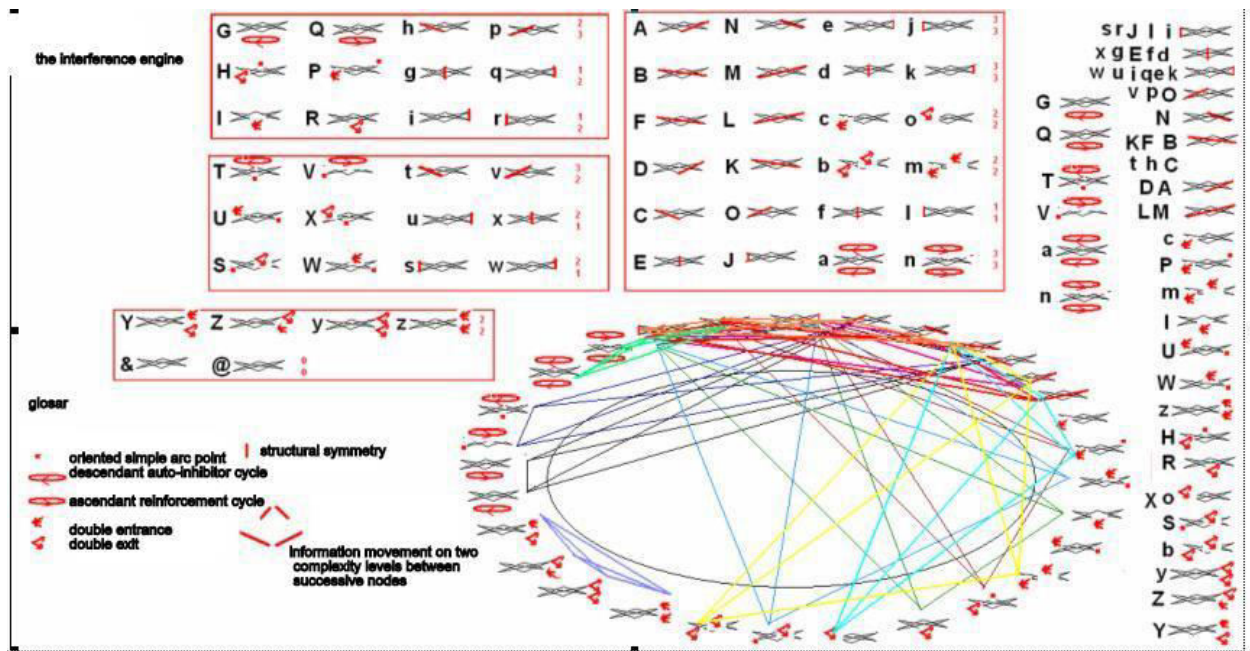 the interference engine
G Q h p 2 3
H P g q 1 2
I R i r 1 2
T V t v 3 2
U X u x 2 1
S W s w 2 1
A N e j 3 3
B M d k 3 3
F L c o 2 2
D K b m 2 2
C O f l 1 1
E J a n 3 3
Y Z y z 2 2
& @ 0 0
glosar
oriented simple arc point
descendant auto-inhibitor cycle
ascendant reinforcement cycle
double entrance
double exit
structural symmetry
information movement on two
complexity levels between
successive nodes
G
Q
T
V
a
n
s r J l i
x g E f d
w u i q e k
v p O
N
K F B
t h C
D A
L M
c
P
m
I
U
W
z
H
R
X o
S
b
y
Z
Y